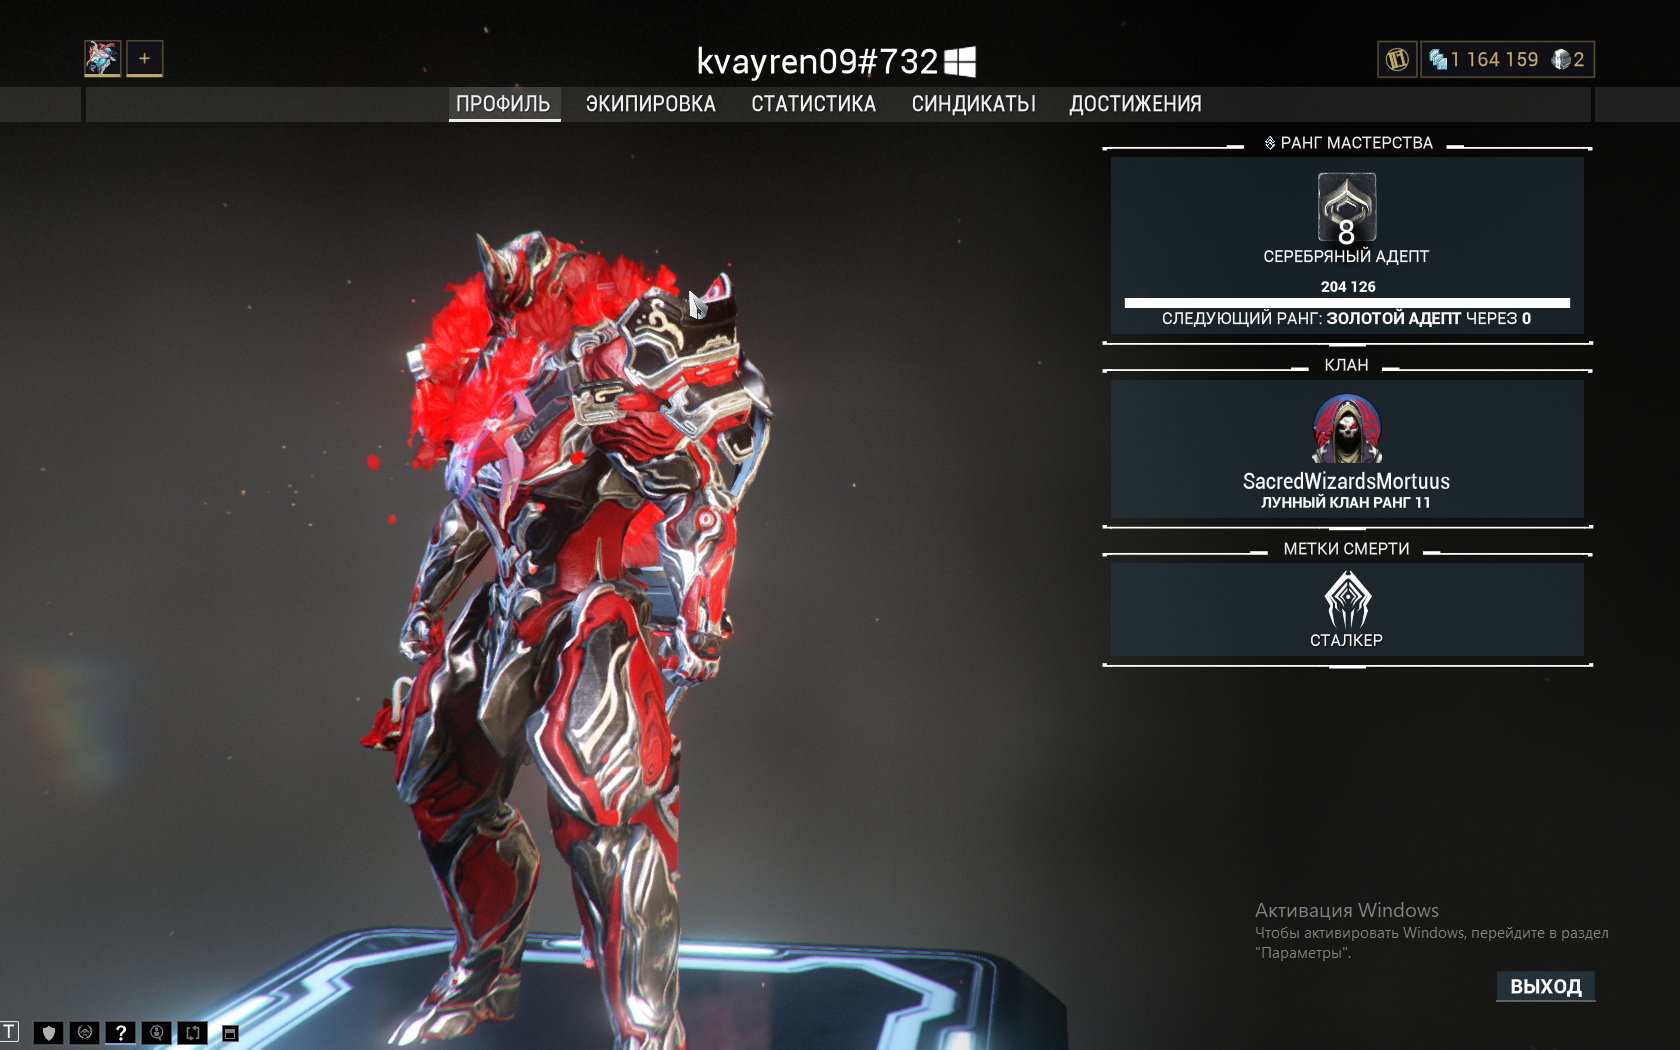 kvayren09#732
+
1 164 159 2
ПРОФИЛЬ ЭКИПИРОВКА СТАТИСТИКА СИНДИКАТЫ ДОСТИЖЕНИЯ
РАНГ МАСТЕРСТВА
8
СЕРЕБРЯНЫЙ АДЕПТ
204 126
СЛЕДУЮЩИЙ РАНГ: ЗОЛОТОЙ АДЕПТ ЧЕРЕЗ 0
КЛАН
SacredWizardsMortuus
ЛУННЫЙ КЛАН РАНГ 11
МЕТКИ СМЕРТИ
СТАЛКЕР
Активация Windows
Чтобы активировать Windows, перейдите в раздел
"Параметры".
ВЫХОД
T ?